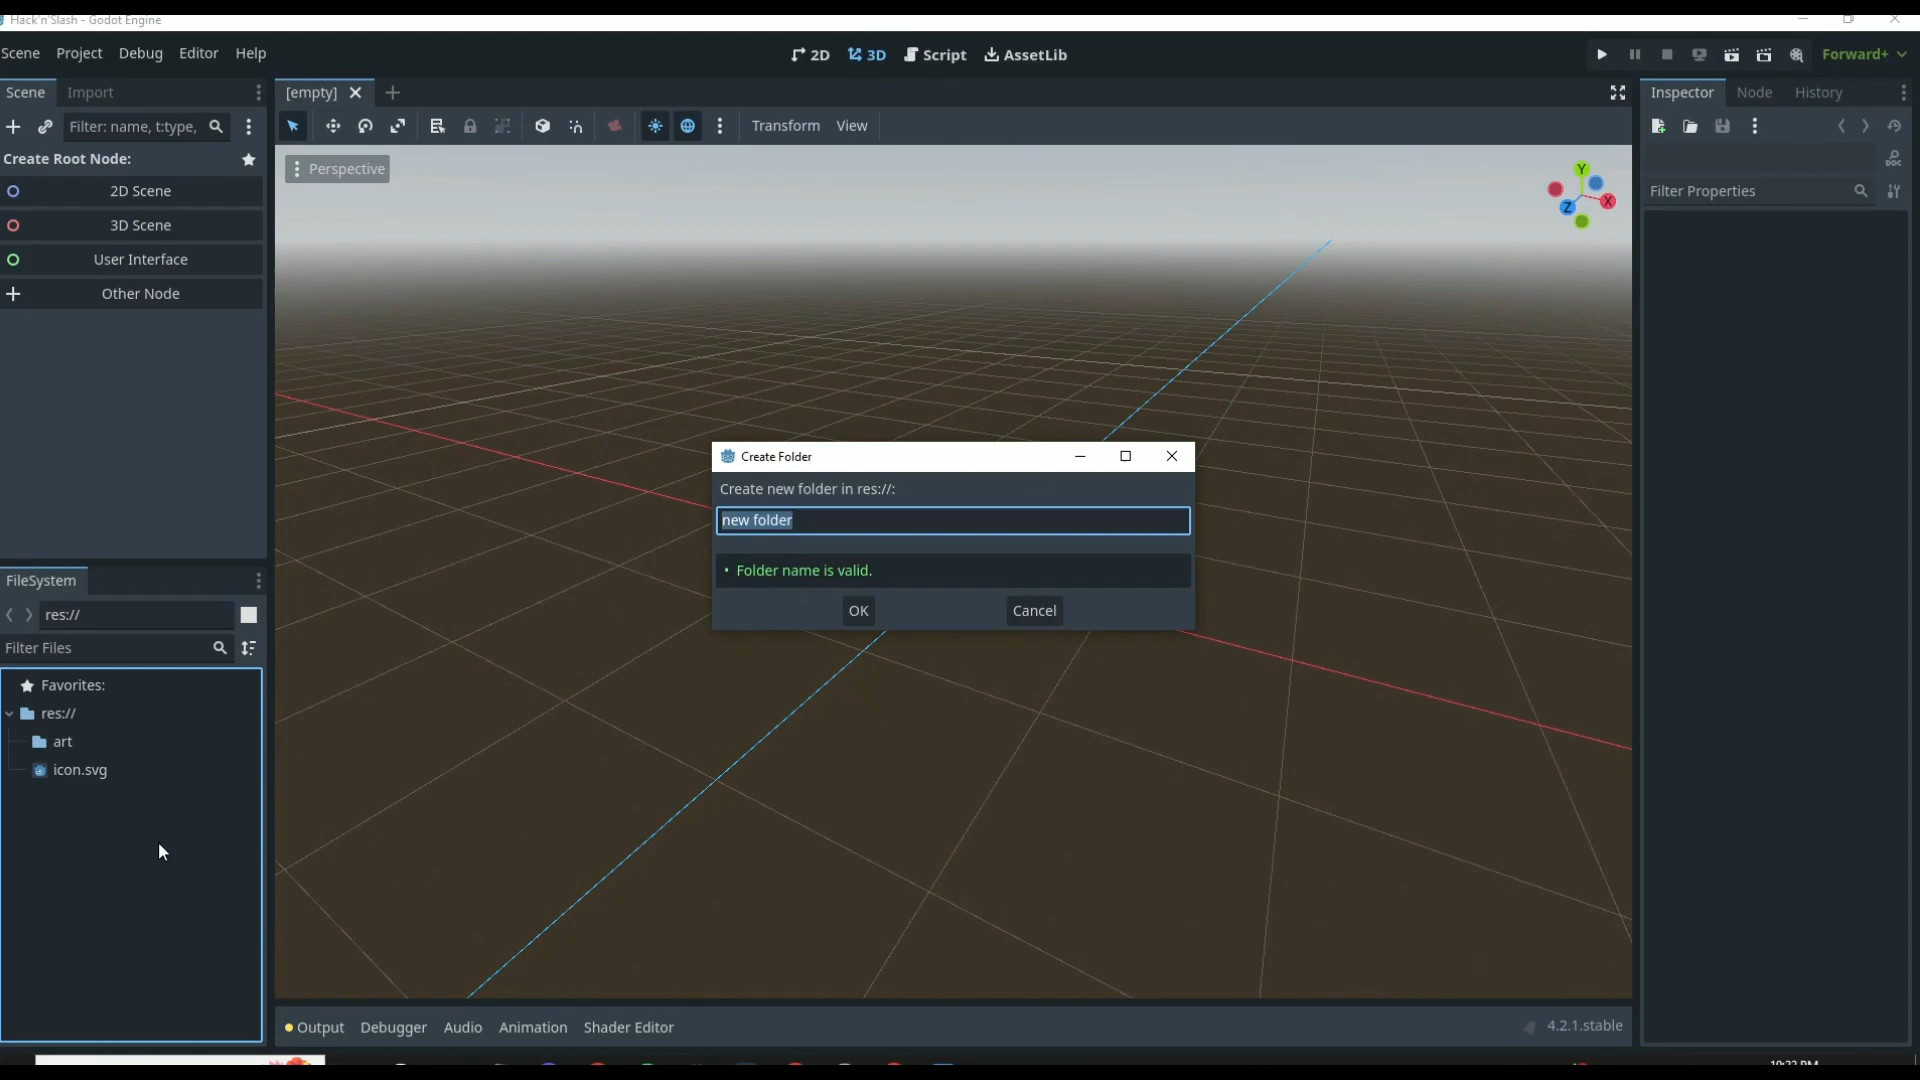 Hack'n'Slash - Godot Engine
Scene Project Debug Editor Help
2D 3D Script AssetLib
Forward+
Scene Import
[empty]
Inspector Node History
Filter: name, t:type,
Transform View
Create Root Node:
Perspective
Y
X
Z
DOC
2D Scene
Filter Properties
3D Scene
User Interface
Other Node
Create Folder
Create new folder in res://:
new folder
• Folder name is valid.
OK Cancel
FileSystem
res://
Filter Files
Favorites:
res://
art
icon.svg
Output Debugger Audio Animation Shader Editor
4.2.1.stable